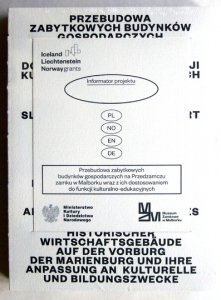 PRZEBUDOWA
ZABYTKOWYCH BUDYNKÓW
GOSPODARCZYCH
Iceland
Liechtenstein
Norway grants
Informator projektu
PL
NO
EN
DE
Przebudowa zabytkowych
budynków gospodarczych na Przedzamczu
zamku w Malborku wraz z ich dostosowaniem
do funkcji kulturalno-edukacyjnych
Ministerstwo
Kultury
i Dziedzictwa
Narodowego
Muzeum
Zamkowe
w Malborku
HISTORISCHER
WIRTSCHAFTSGEBÄUDE
AUF DER VORBURG
DER MARIENBURG UND IHRE
ANPASSUNG AN KULTURELLE
UND BILDUNGSZWECKE